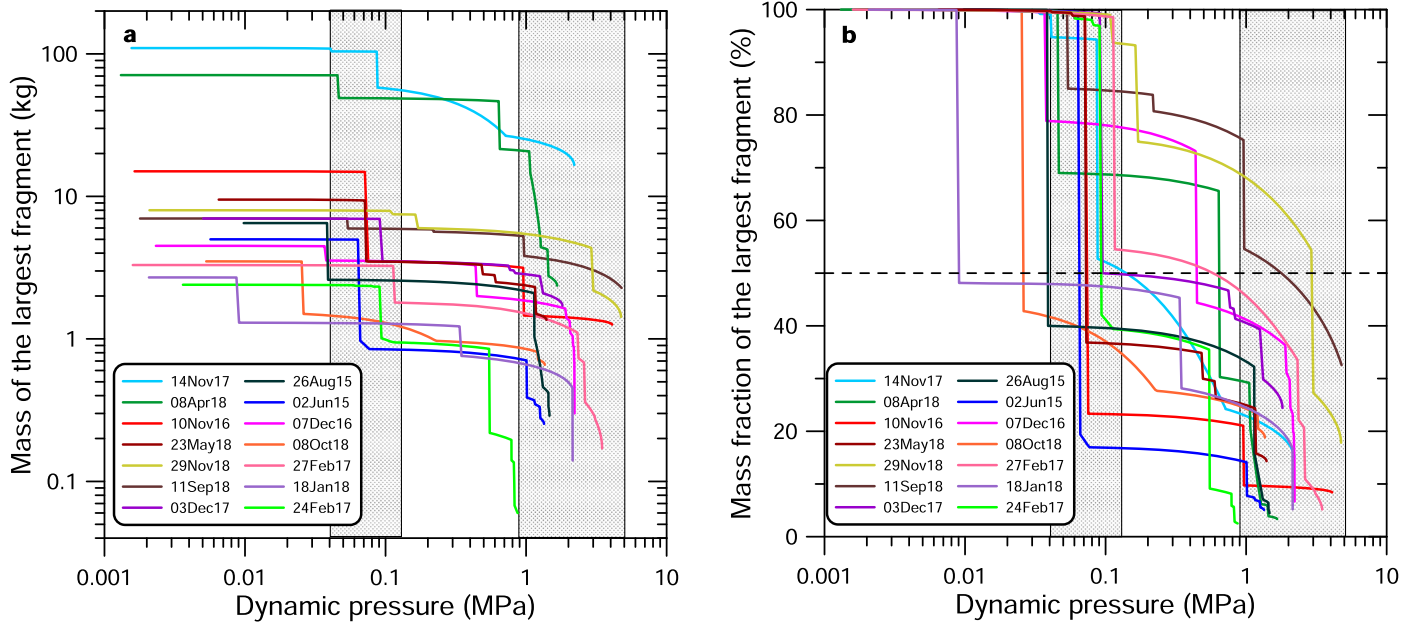 a
Mass of the largest fragment (kg)
100
10
1
0.1
14Nov17 26Aug15
08Apr18 02Jun15
10Nov16 07Dec16
23May18 08Oct18
29Nov18 27Feb17
11Sep18 18Jan18
03Dec17 24Feb17
0.001 0.01 0.1 1 10
Dynamic pressure (MPa)
b
Mass fraction of the largest fragment (%)
100
80
60
40
20
0
14Nov17 26Aug15
08Apr18 02Jun15
10Nov16 07Dec16
23May18 08Oct18
29Nov18 27Feb17
11Sep18 18Jan18
03Dec17 24Feb17
0.001 0.01 0.1 1 10
Dynamic pressure (MPa)